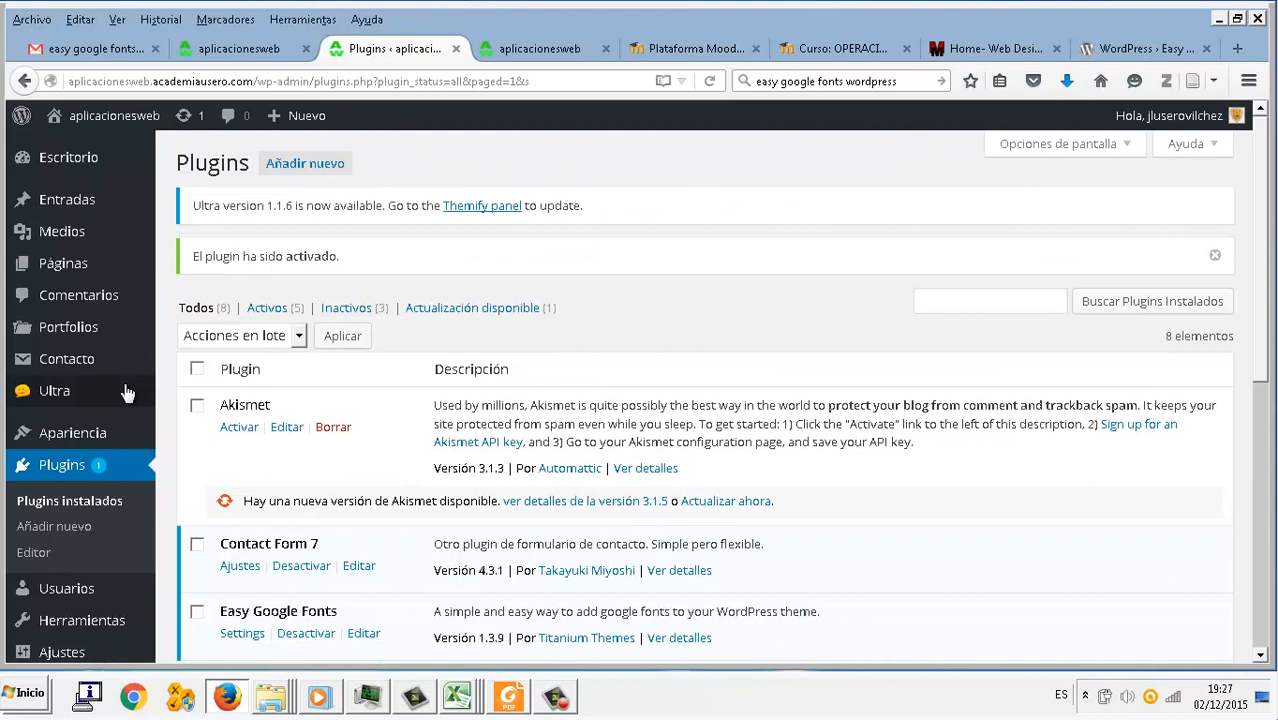 Archivo Editar Ver Historial Marcadores Herramientas Ayuda
easy google fonts... × aplicacionesweb × Plugins ‹ aplicaci... × aplicacionesweb × Plataforma Mood... × Curso: OPERACI... × Home- Web Desi... × WordPress › Easy ... × +
aplicacionesweb.academiausero.com/wp-admin/plugins.php?plugin_status=all&paged=1&s
easy google fonts wordpress
aplicacionesweb 1 0 + Nuevo
Hola, jluserovilchez
Escritorio
Entradas
Medios
Páginas
Comentarios
Portfolios
Contacto
Ultra
Apariencia
Plugins 1
Plugins instalados
Añadir nuevo
Editor
Usuarios
Herramientas
Ajustes
Opciones de pantalla
Ayuda
Plugins Añadir nuevo
Ultra version 1.1.6 is now available. Go to the Themify panel to update.
El plugin ha sido activado.
Todos (8) | Activos (5) | Inactivos (3) | Actualización disponible (1)
Buscar Plugins Instalados
Acciones en lote Aplicar
8 elementos
Plugin Descripción
Akismet
Activar | Editar | Borrar
Used by millions, Akismet is quite possibly the best way in the world to protect your blog from comment and trackback spam. It keeps your
site protected from spam even while you sleep. To get started: 1) Click the "Activate" link to the left of this description, 2) Sign up for an
Akismet API key, and 3) Go to your Akismet configuration page, and save your API key.
Versión 3.1.3 | Por Automattic | Ver detalles
Hay una nueva versión de Akismet disponible. ver detalles de la versión 3.1.5 o Actualizar ahora.
Contact Form 7
Ajustes | Desactivar | Editar
Otro plugin de formulario de contacto. Simple pero flexible.
Versión 4.3.1 | Por Takayuki Miyoshi | Ver detalles
Easy Google Fonts
Settings | Desactivar | Editar
A simple and easy way to add google fonts to your WordPress theme.
Versión 1.3.9 | Por Titanium Themes | Ver detalles
Inicio
PDF
ES
19:27
02/12/2015